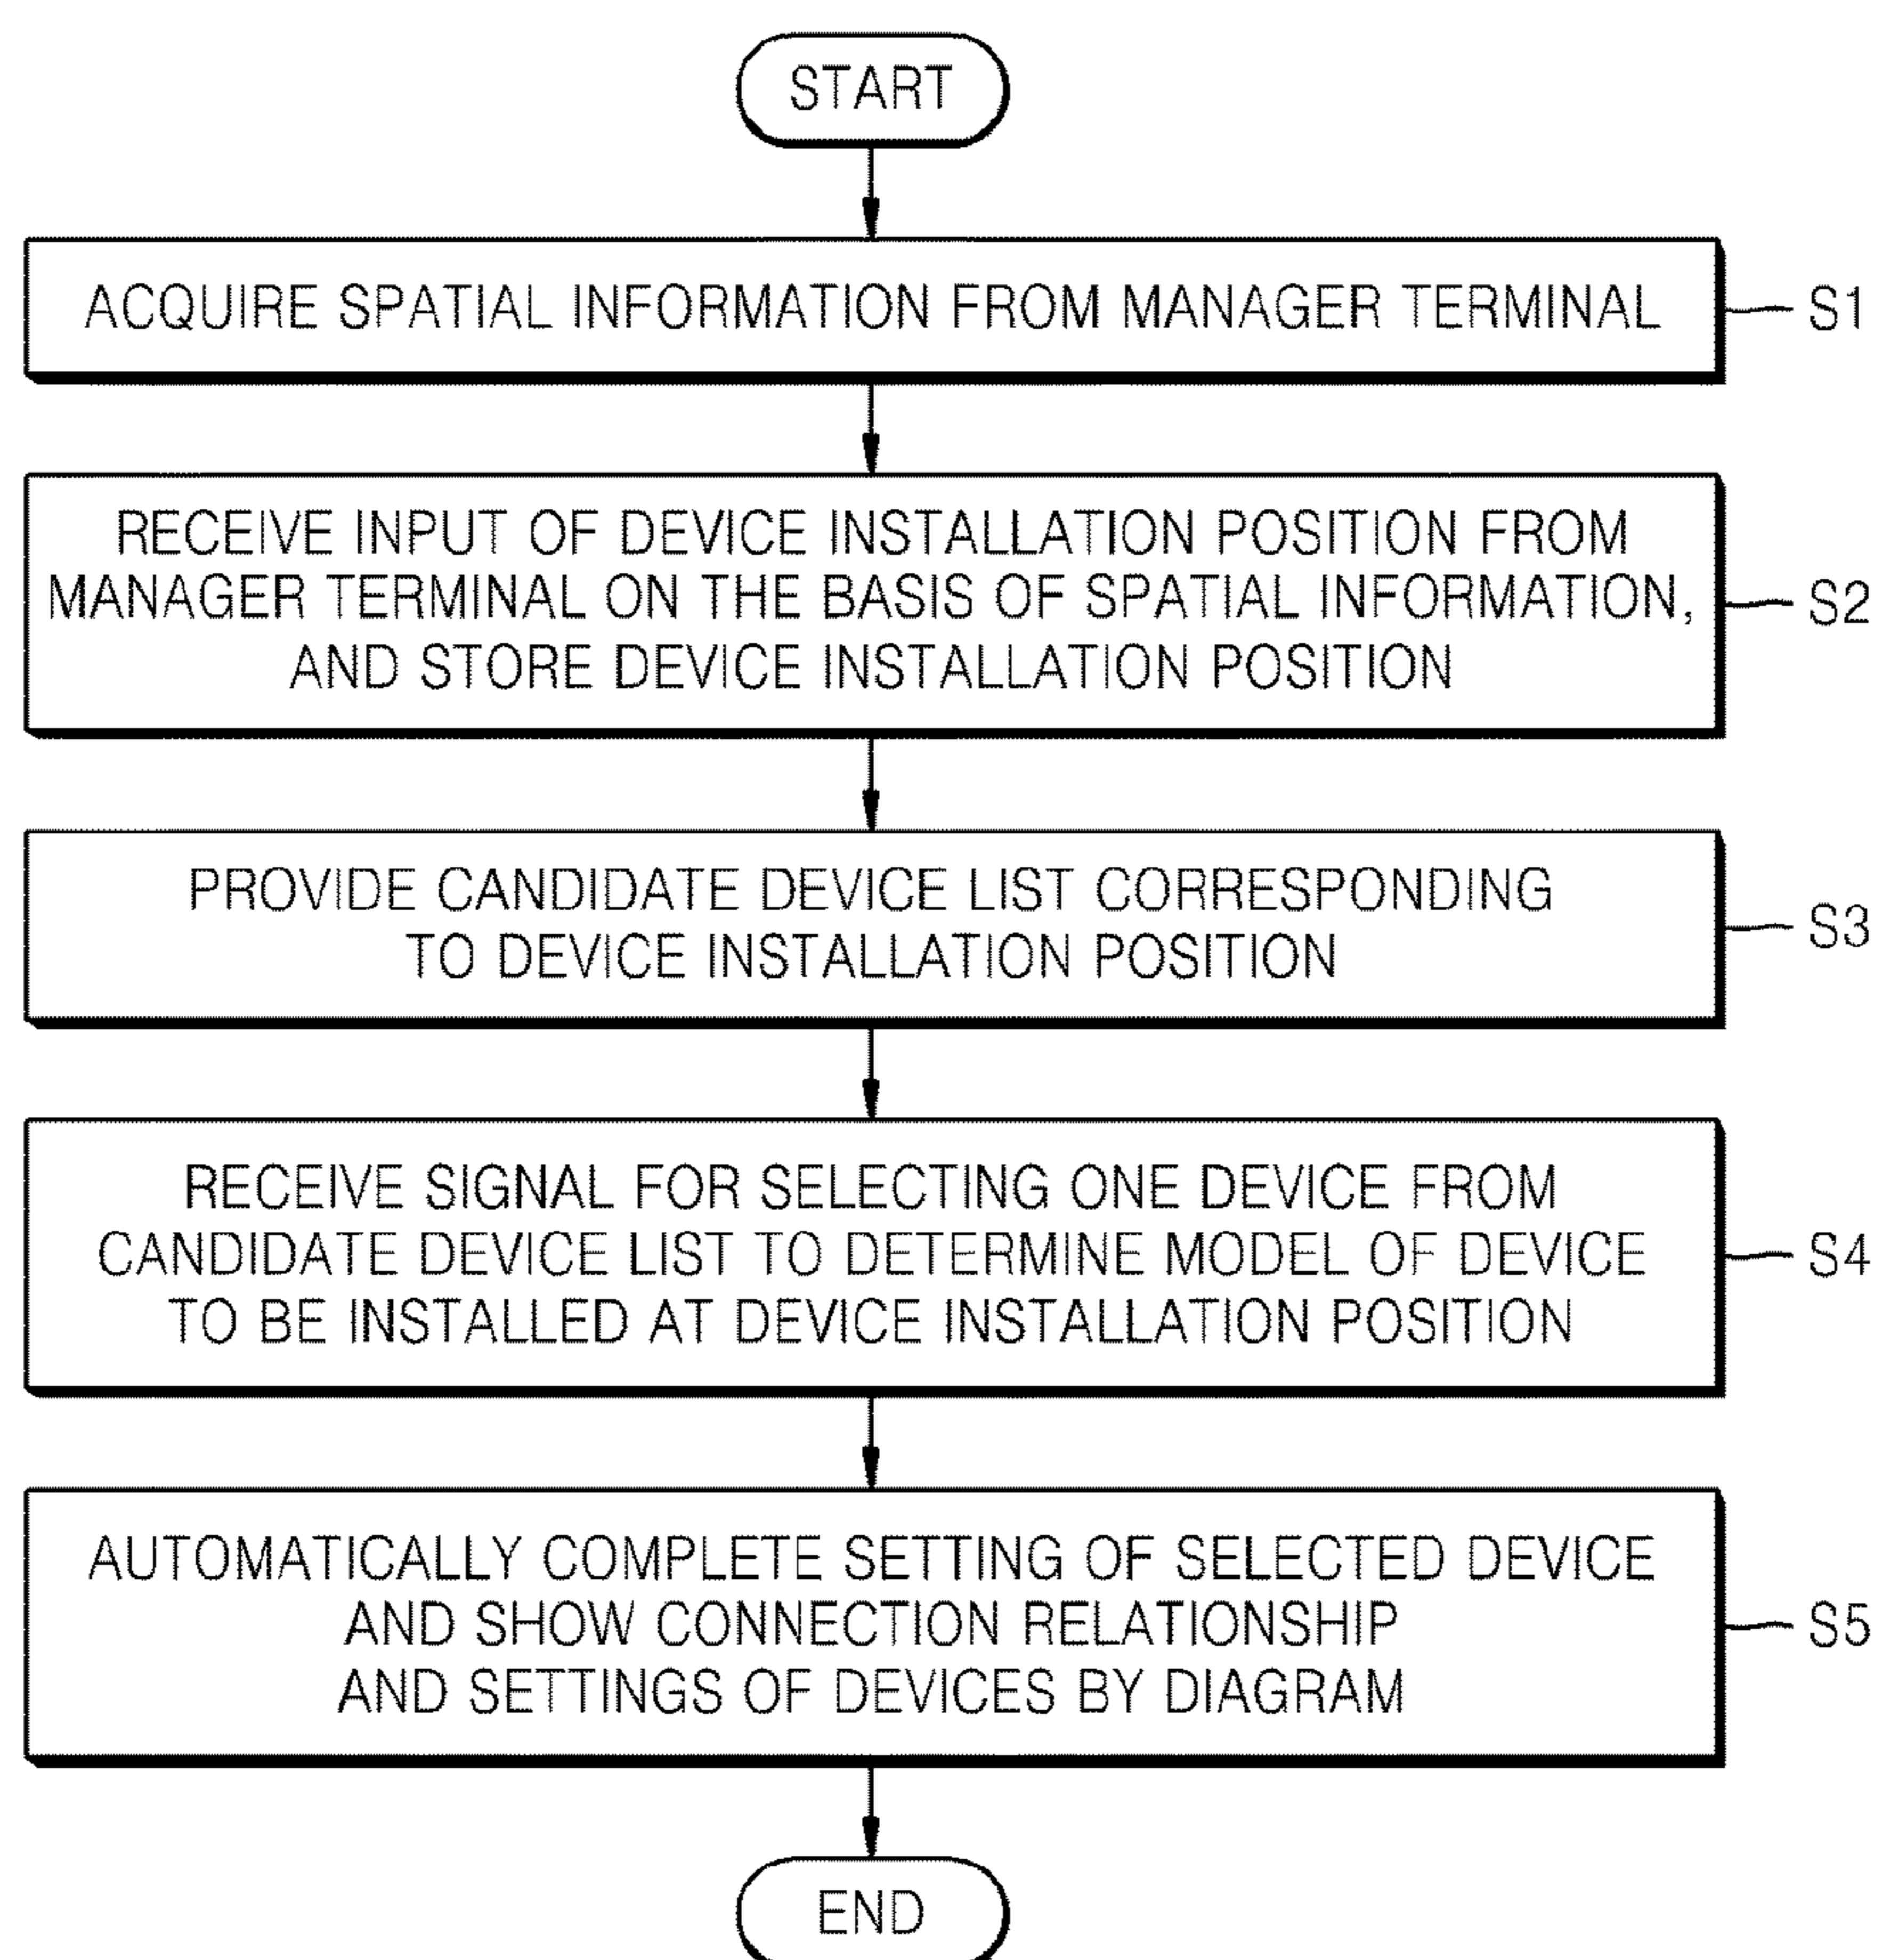 START
ACQUIRE SPATIAL INFORMATION FROM MANAGER TERMINAL
S1
RECEIVE INPUT OF DEVICE INSTALLATION POSITION FROM
MANAGER TERMINAL ON THE BASIS OF SPATIAL INFORMATION,
AND STORE DEVICE INSTALLATION POSITION
S2
PROVIDE CANDIDATE DEVICE LIST CORRESPONDING
TO DEVICE INSTALLATION POSITION
S3
RECEIVE SIGNAL FOR SELECTING ONE DEVICE FROM
CANDIDATE DEVICE LIST TO DETERMINE MODEL OF DEVICE
TO BE INSTALLED AT DEVICE INSTALLATION POSITION
S4
AUTOMATICALLY COMPLETE SETTING OF SELECTED DEVICE
AND SHOW CONNECTION RELATIONSHIP
AND SETTINGS OF DEVICES BY DIAGRAM
S5
END